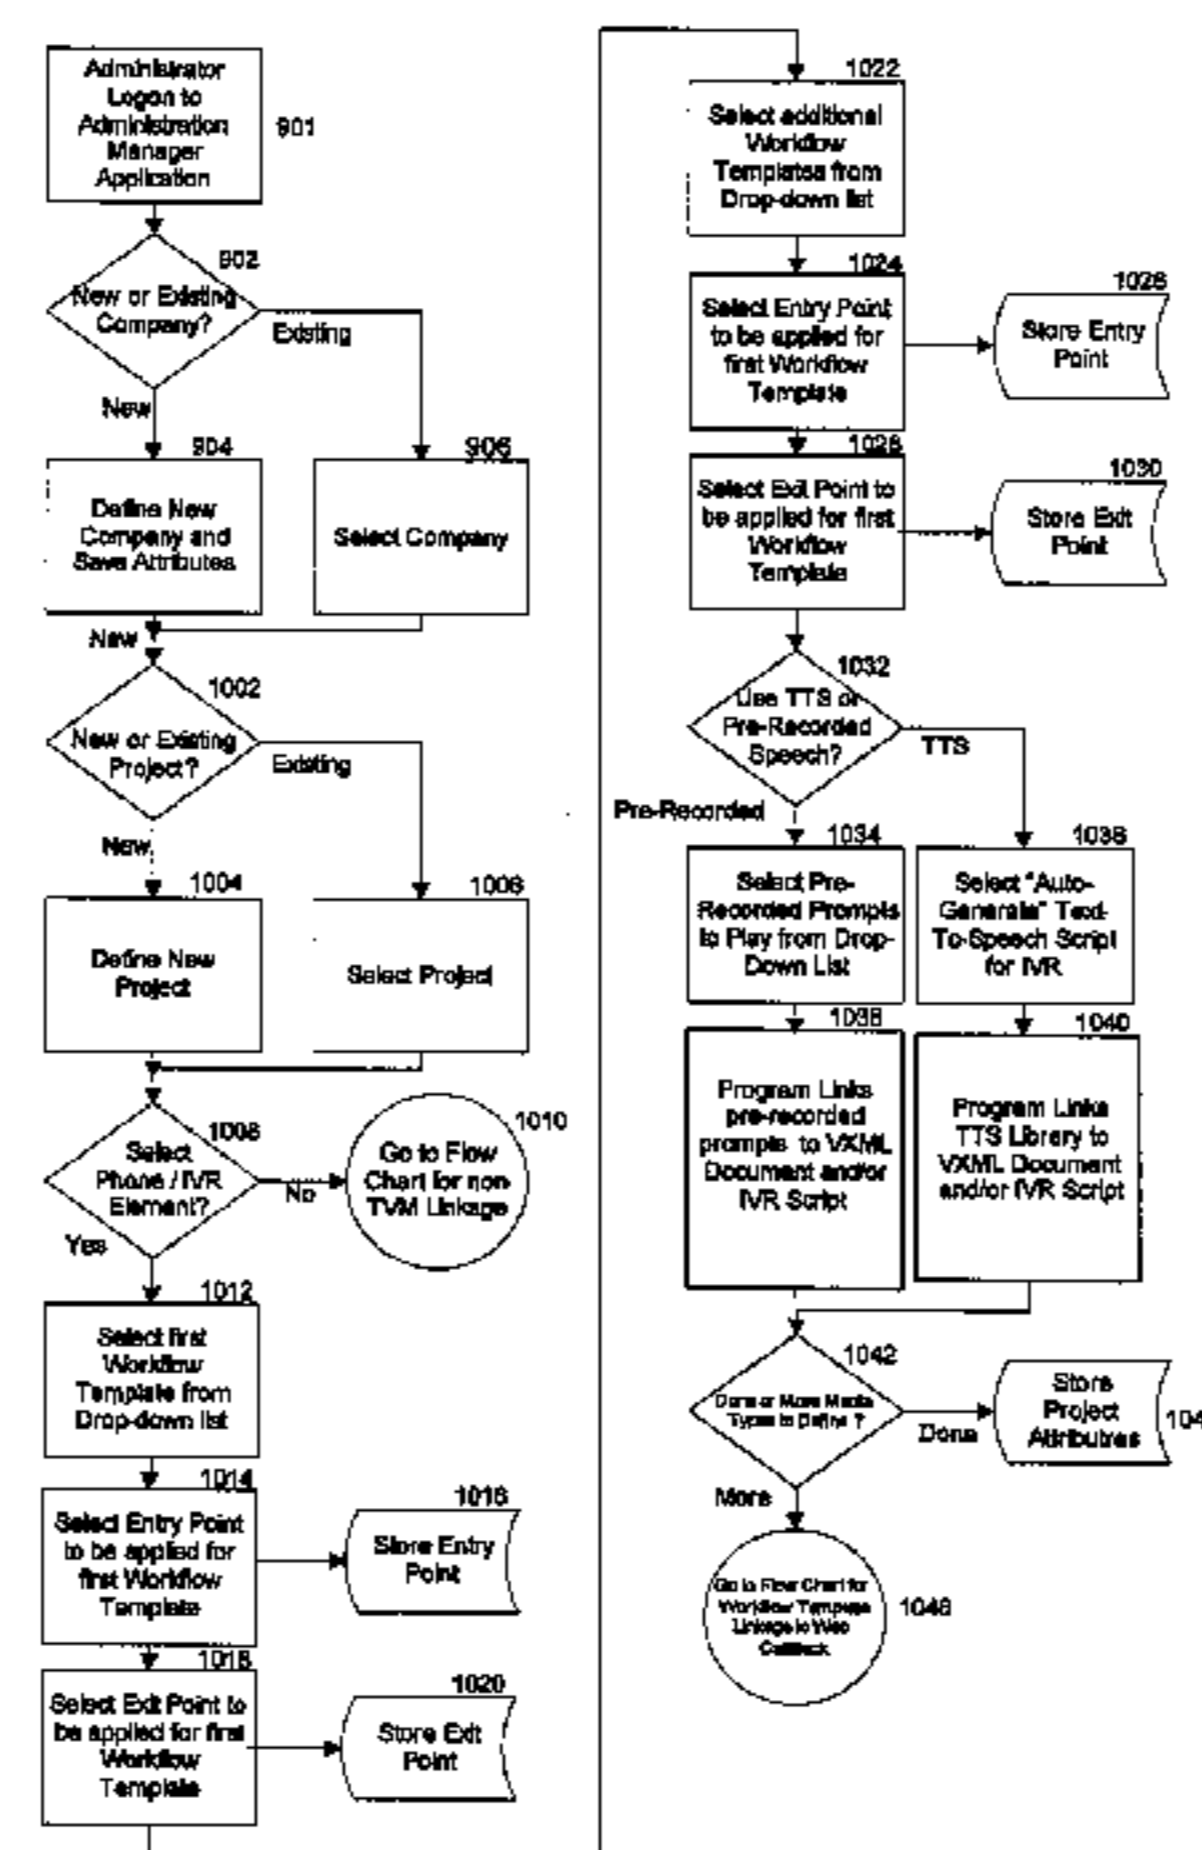 Administrator
Logon to
Administration
Manager
Application
901
902
New or Existing
Company?
Existing
New
904
Define New
Company and
Save Attributes
906
Select Company
New
1002
New or Existing
Project?
Existing
New
1004
Define New
Project
1006
Select Project
1008
Select
Phone / IVR
Element?
No
Yes
1010
Go to Flow
Chart for non-
TVM Linkage
1012
Select first
Workflow
Template from
Drop-down list
1014
Select Entry Point
to be applied for
first Workflow
Template
1016
Store Entry
Point
1018
Select Exit Point to
be applied for first
Workflow
Template
1020
Store Exit
Point
1022
Select additional
Workflow
Templates from
Drop-down list
1024
Select Entry Point
to be applied for
first Workflow
Template
1026
Store Entry
Point
1028
Select Exit Point to
be applied for first
Workflow
Template
1030
Store Exit
Point
1032
Use TTS or
Pre-Recorded
Speech?
TTS
Pre-Recorded
1034
Select Pre-
Recorded Prompts
to Play from Drop-
Down List
1036
Select "Auto-
Generate" Text-
To-Speech Script
for IVR
1038
Program Links
pre-recorded
prompts to VXML
Document and/or
IVR Script
1040
Program Links
TTS Library to
VXML Document
and/or IVR Script
1042
Done or More Media
Types to Define ?
Done
Store
Project
Attributres
104
More
Go to Flow Chart for
Workflow Template
Linkage to Web
Callback
1046